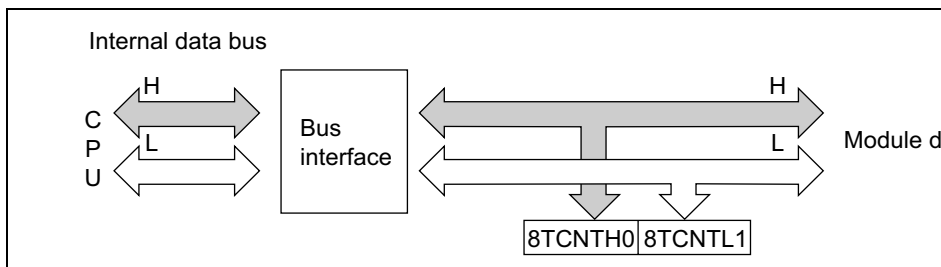 Internal data bus
H
H
C
P
U
L
L
Bus
interface
Module d
8TCNTH0 8TCNTL1